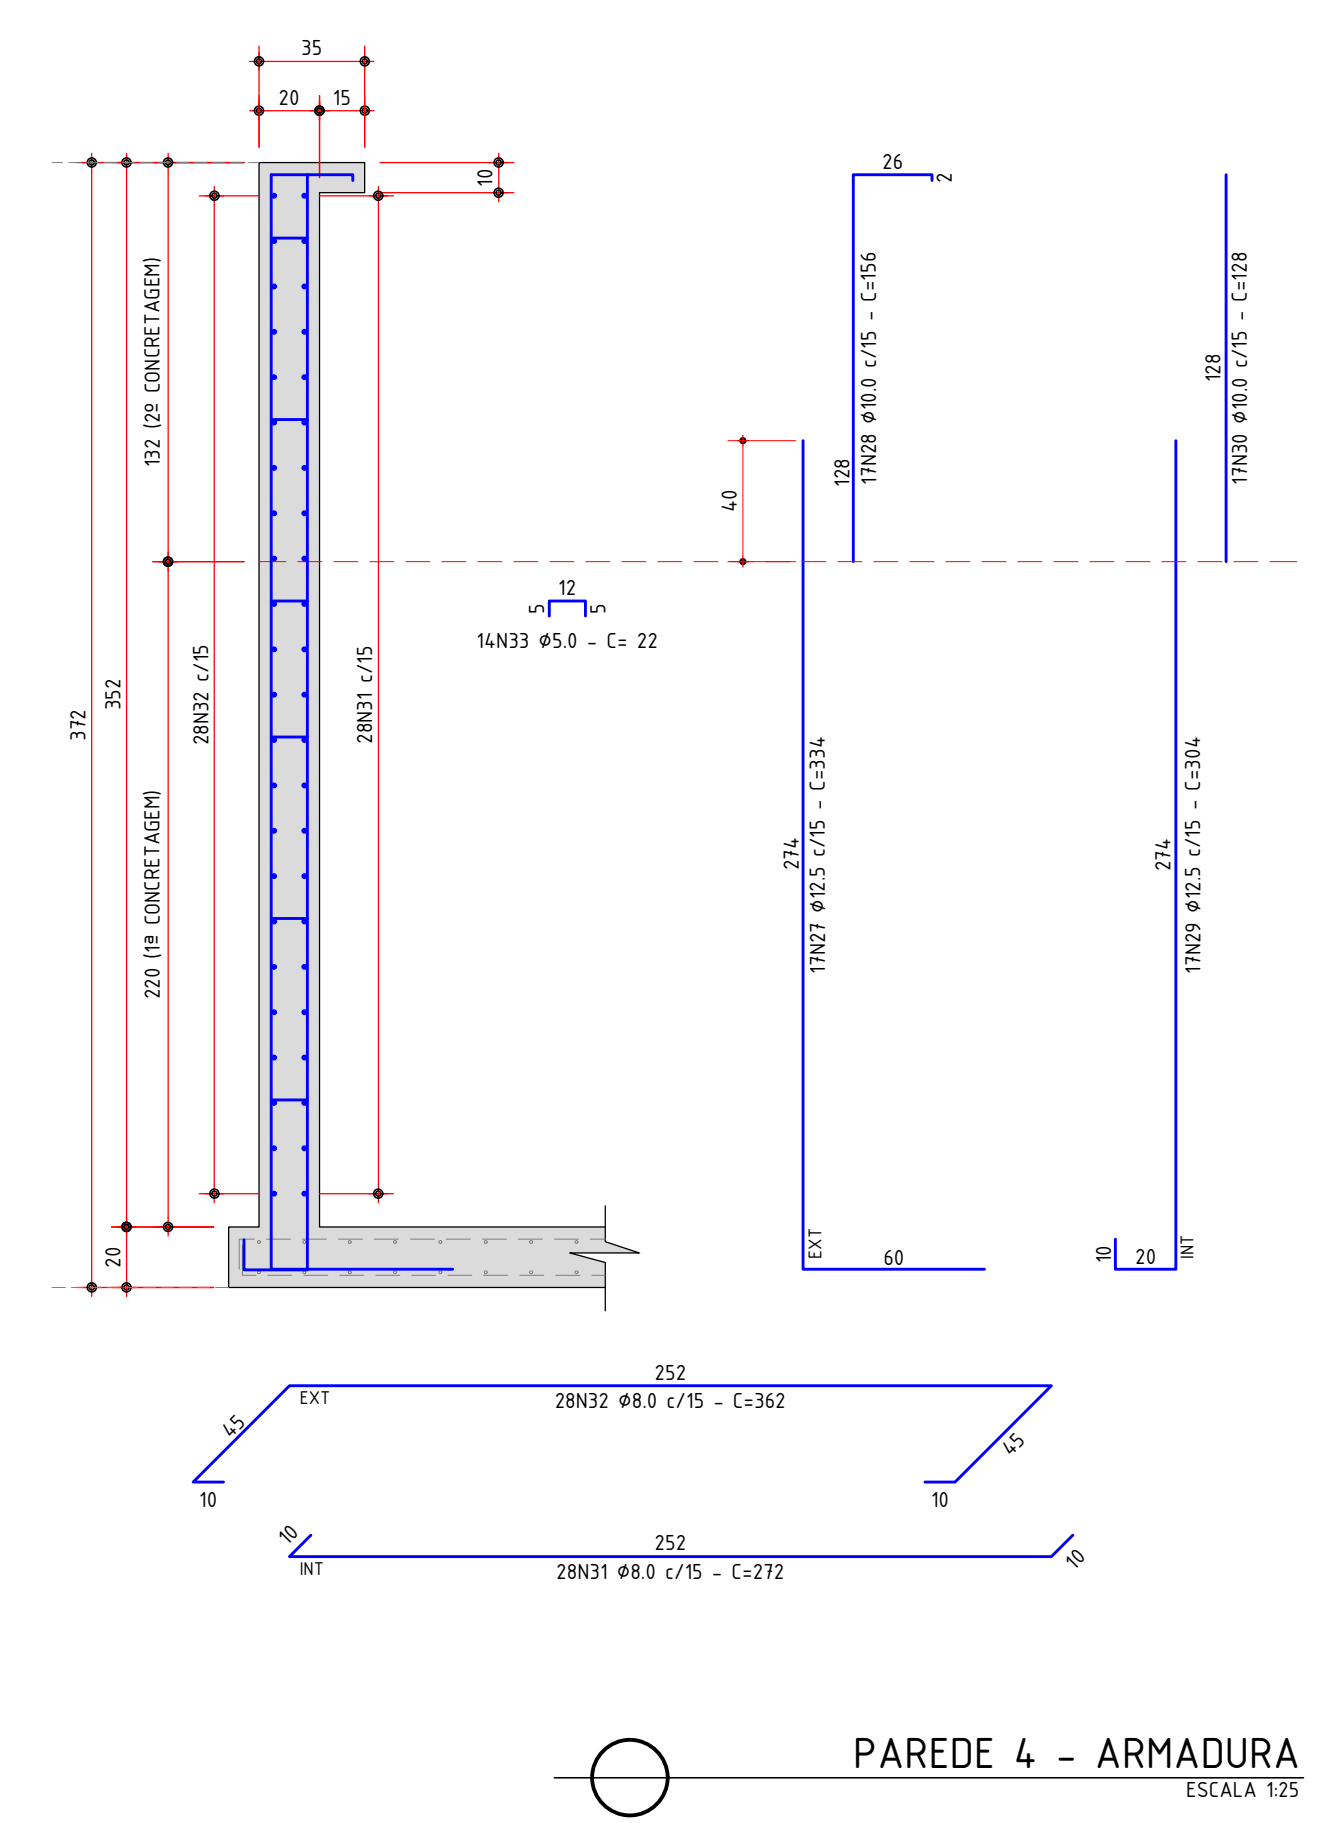 35
20
15
10
132 (2º CONCRETAGEM)
372
352
28N32 c/15
28N31 c/15
220 (1ª CONCRETAGEM)
20
26
2
128
17N28 Ø10.0 c/15 - C=156
128
17N30 Ø10.0 c/15 - C=128
40
12
5
5
14N33 Ø5.0 - C= 22
274
17N27 Ø12.5 c/15 - C=334
EXT
60
274
17N29 Ø12.5 c/15 - C=304
INT
10
20
252
EXT
28N32 Ø8.0 c/15 - C=362
45
45
10
10
10
252
10
INT
28N31 Ø8.0 c/15 - C=272
PAREDE 4 - ARMADURA
ESCALA 1:25